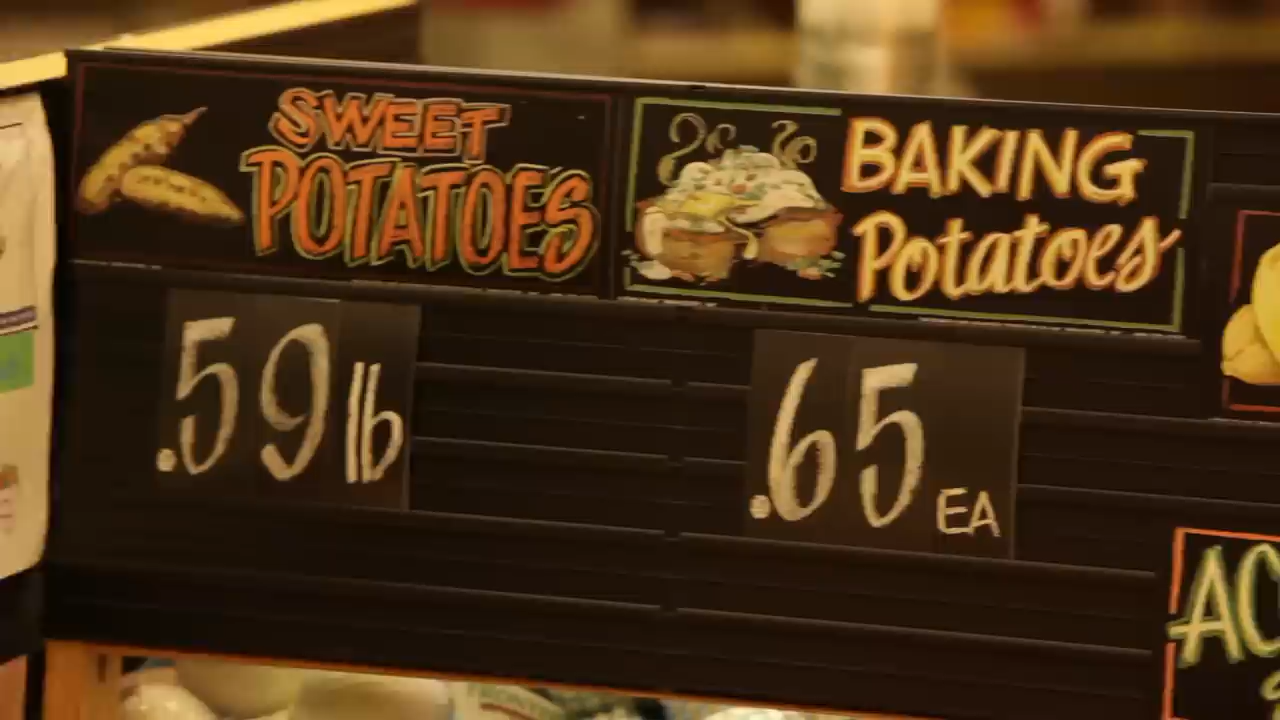 SWEET
POTATOES
.59 lb
BAKING
Potatoes
.65 EA